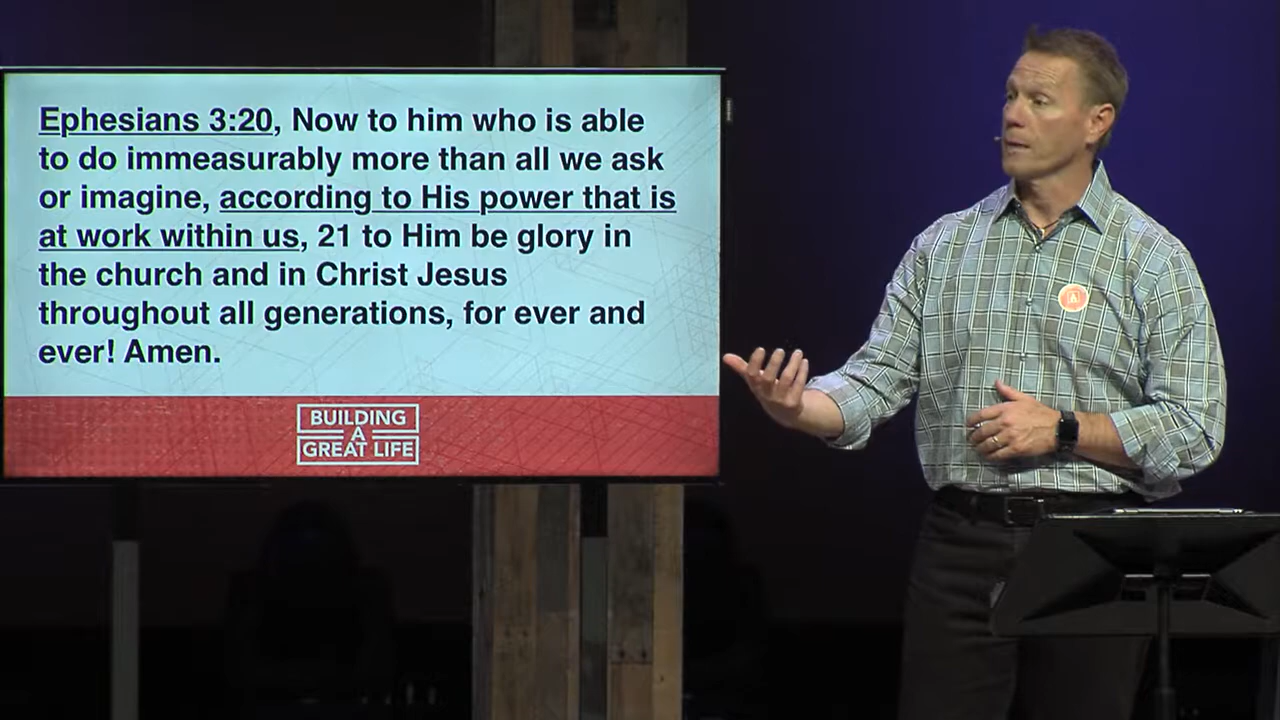 Ephesians 3:20, Now to him who is able
to do immeasurably more than all we ask
or imagine, according to His power that is
at work within us, 21 to Him be glory in
the church and in Christ Jesus
throughout all generations, for ever and
ever! Amen.
BUILDING
A
GREAT LIFE